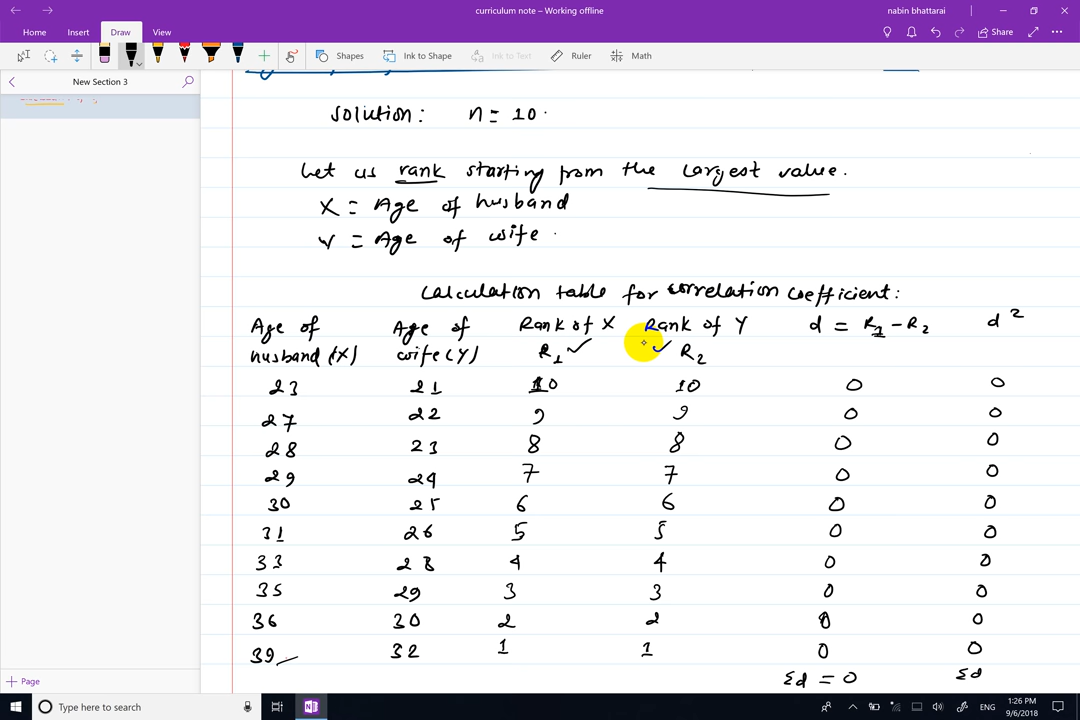 curriculum note – Working offline
nabin bhattarai
Home Insert Draw View
Share
Shapes Ink to Shape Ink to Text Ruler Math
New Section 3
solution: n = 10.
Let us rank starting from the largest value.
X = Age of husband
Y = Age of wife.
calculation table for correlation coefficient:
Age of husband (X) Age of wife (Y) Rank of X R1 ✓ Rank of Y ✓ R2 d = R1 - R2 d²
23 21 10 10 0 0
27 22 9 9 0 0
28 23 8 8 0 0
29 24 7 7 0 0
30 25 6 6 0 0
31 26 5 5 0 0
33 28 4 4 0 0
35 29 3 3 0 0
36 30 2 2 0 0
39 32 1 1 0 0
Σd = 0 Σd
+ Page
Type here to search
ENG
1:26 PM
9/6/2018